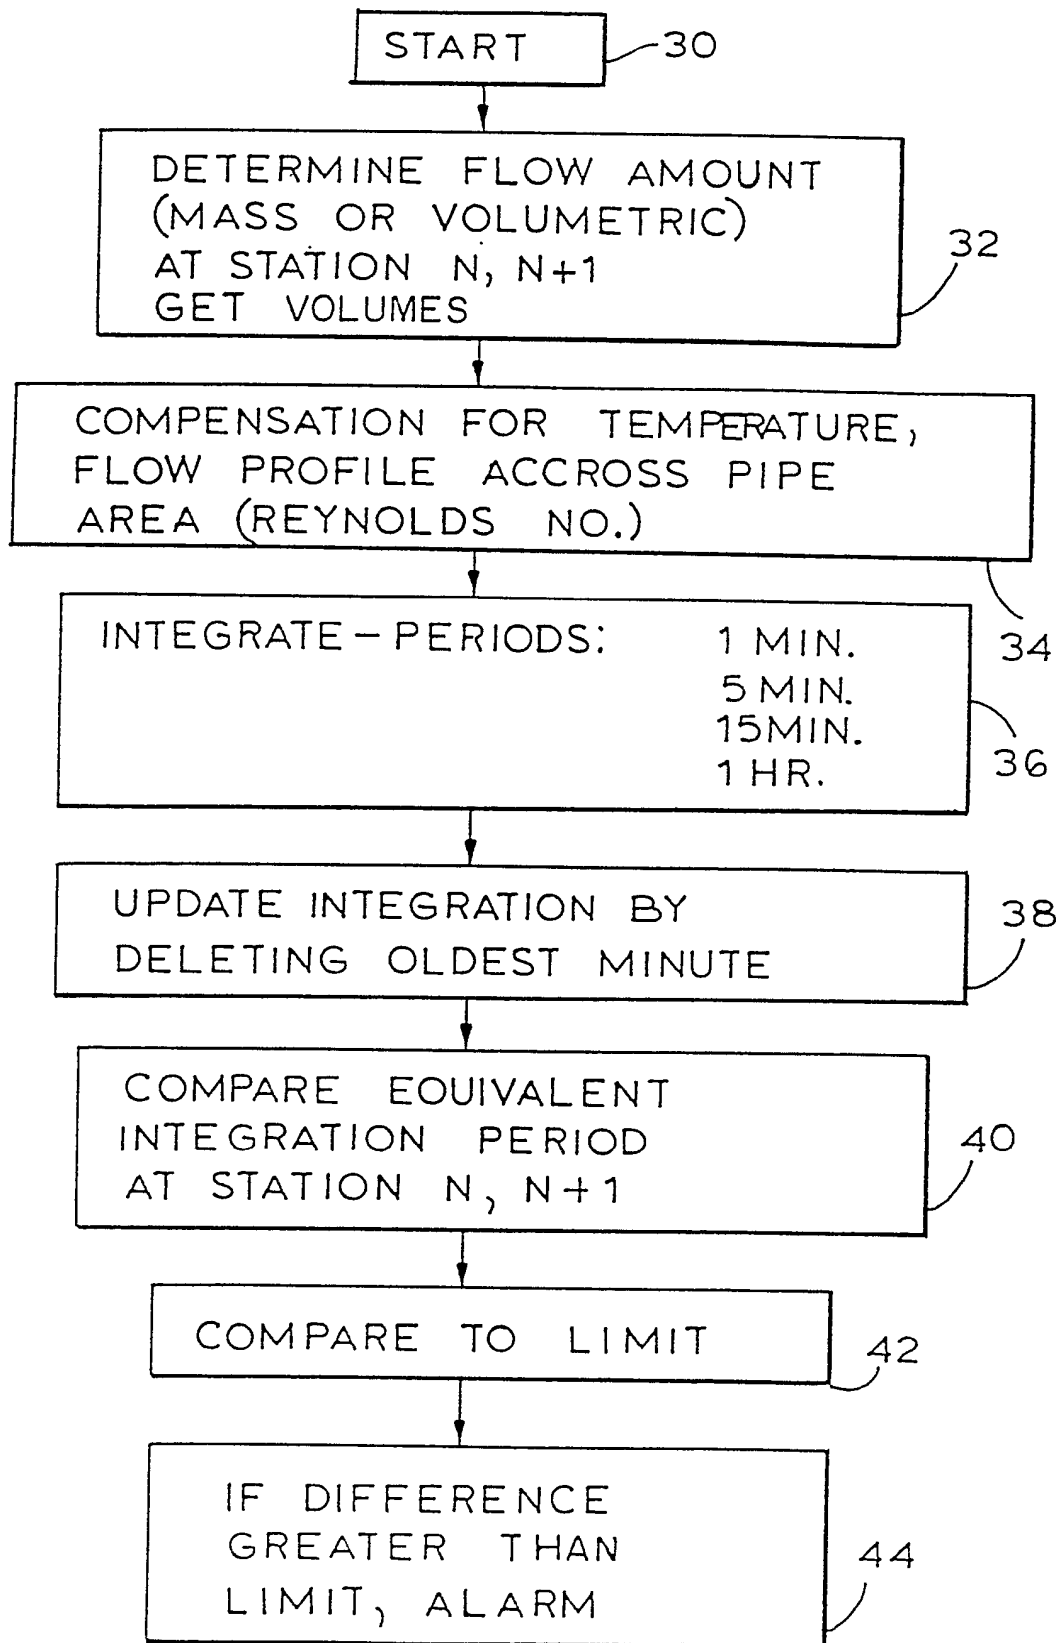 START
30
DETERMINE FLOW AMOUNT
(MASS OR VOLUMETRIC)
AT STATION N, N+1
GET VOLUMES
32
COMPENSATION FOR TEMPERATURE,
FLOW PROFILE ACCROSS PIPE
AREA (REYNOLDS NO.)
34
INTEGRATE-PERIODS: 1 MIN.
5 MIN.
15MIN.
1 HR.
36
UPDATE INTEGRATION BY
DELETING OLDEST MINUTE
38
COMPARE EQUIVALENT
INTEGRATION PERIOD
AT STATION N, N+1
40
COMPARE TO LIMIT
42
IF DIFFERENCE
GREATER THAN
LIMIT, ALARM
44